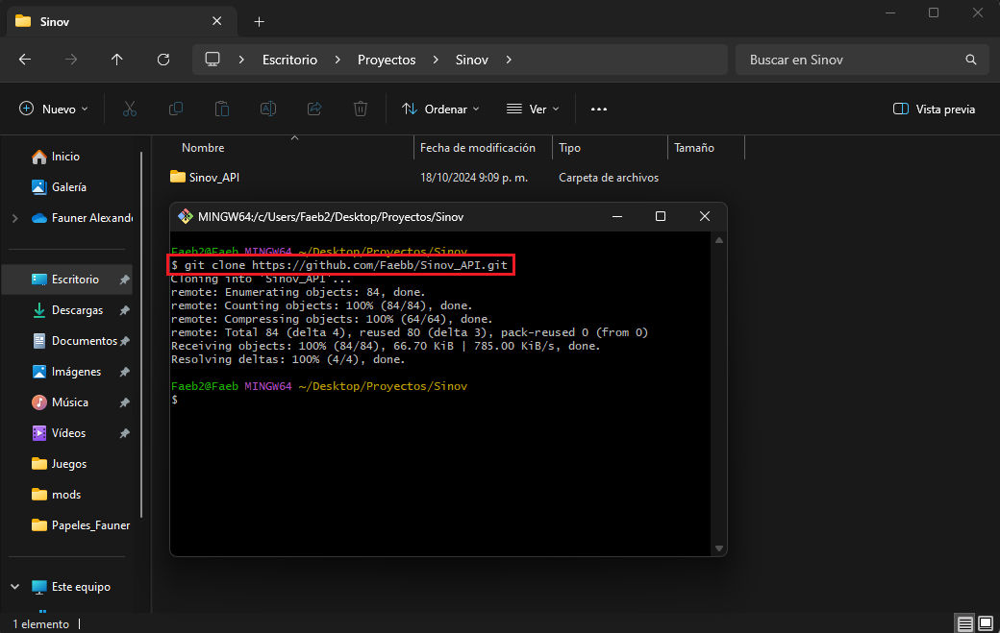 Sinov
Escritorio
Proyectos
Sinov
Buscar en Sinov
Nuevo
Ordenar
Ver
Vista previa
Nombre
Fecha de modificación
Tipo
Tamaño
Sinov_API
18/10/2024 9:09 p. m.
Carpeta de archivos
Inicio
Galería
Fauner Alexand
Escritorio
Descargas
Documentos
Imágenes
Música
Vídeos
Juegos
mods
Papeles_Fauner
Este equipo
1 elemento
MINGW64:/c/Users/Faeb2/Desktop/Proyectos/Sinov
Faeb2@Faeb MINGW64 ~/Desktop/Proyectos/Sinov
$ git clone https://github.com/Faebb/Sinov_API.git
Cloning into 'Sinov_API'...
remote: Enumerating objects: 84, done.
remote: Counting objects: 100% (84/84), done.
remote: Compressing objects: 100% (64/64), done.
remote: Total 84 (delta 4), reused 80 (delta 3), pack-reused 0 (from 0)
Receiving objects: 100% (84/84), 66.70 KiB | 785.00 KiB/s, done.
Resolving deltas: 100% (4/4), done.
Faeb2@Faeb MINGW64 ~/Desktop/Proyectos/Sinov
$